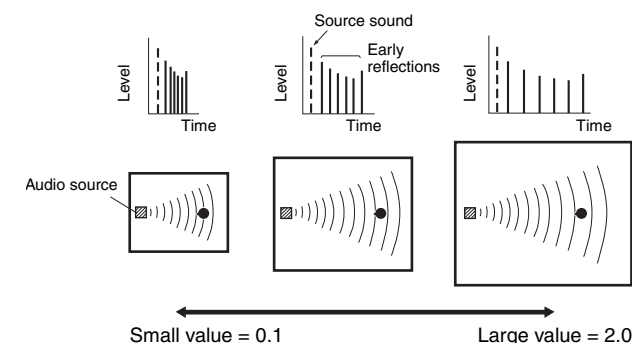 Source sound
Early
reflections
Level
Time
Level
Time
Level
Time
Audio source
Small value = 0.1
Large value = 2.0